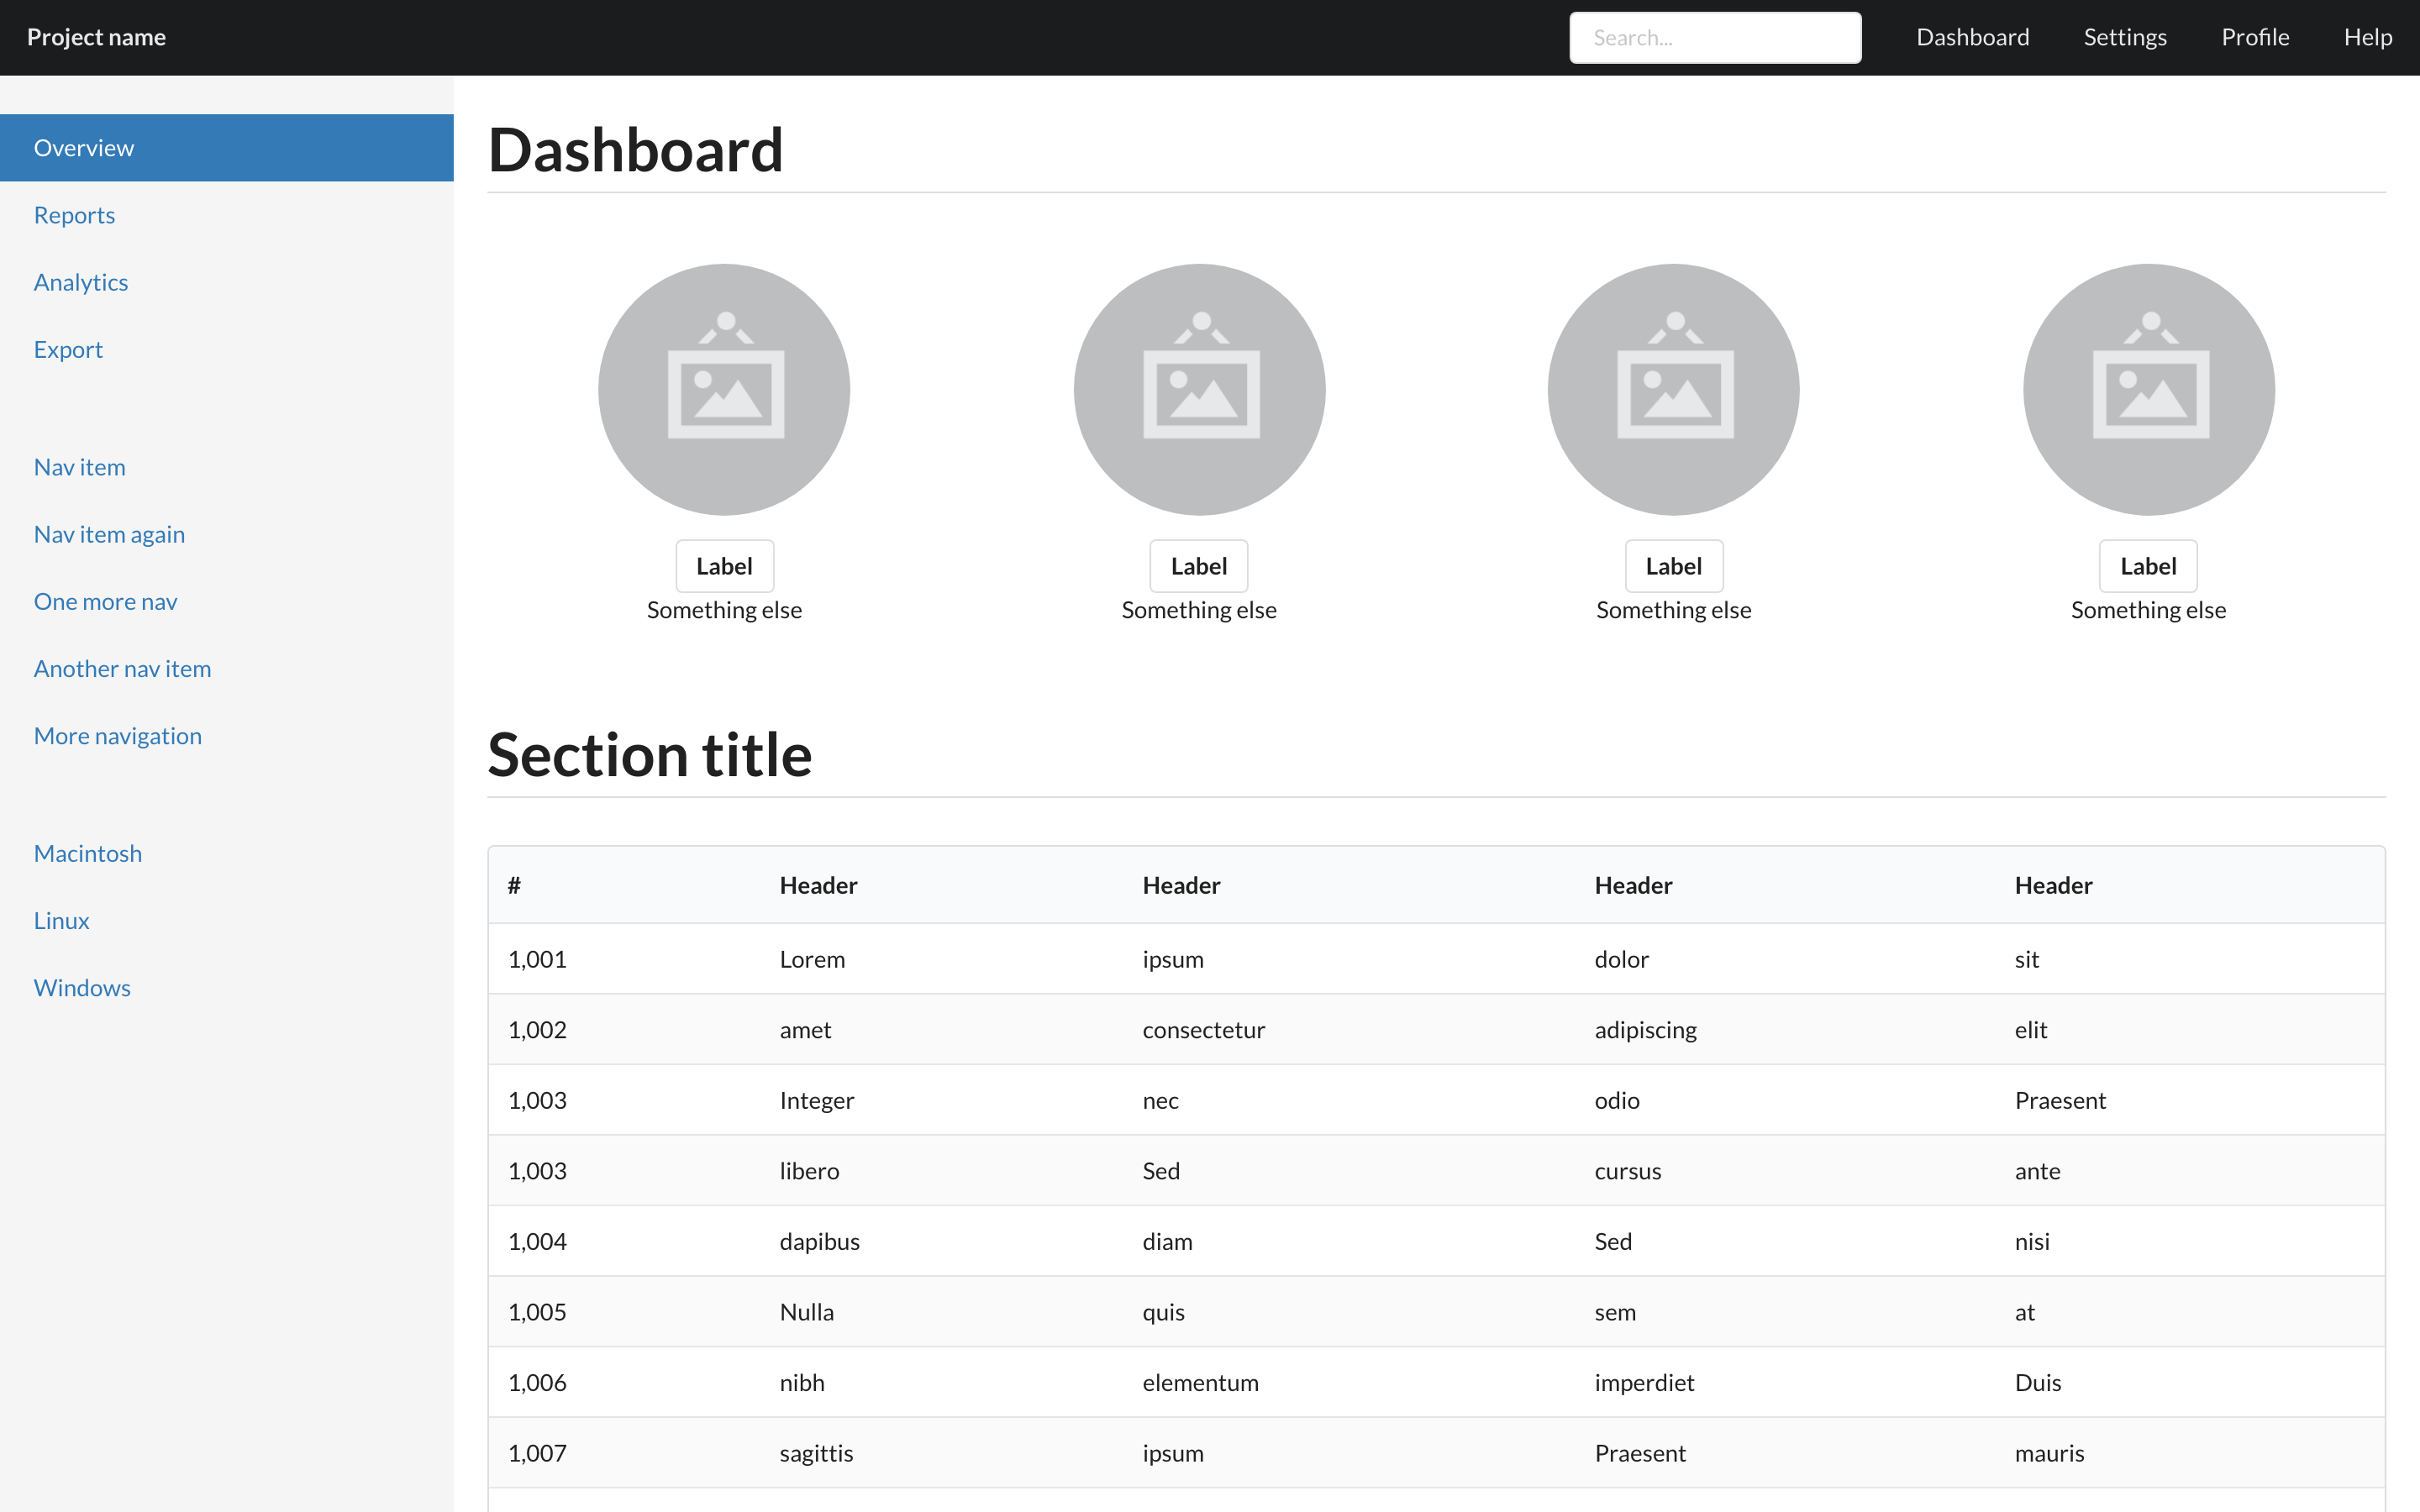 Project name
Search...
Dashboard
Settings
Profile
Help
Overview
Reports
Analytics
Export
Nav item
Nav item again
One more nav
Another nav item
More navigation
Macintosh
Linux
Windows
Dashboard
Label Label Label Label
Something else Something else Something else Something else
Section title
# Header Header Header Header
1,001 Lorem ipsum dolor sit
1,002 amet consectetur adipiscing elit
1,003 Integer nec odio Praesent
1,003 libero Sed cursus ante
1,004 dapibus diam Sed nisi
1,005 Nulla quis sem at
1,006 nibh elementum imperdiet Duis
1,007 sagittis ipsum Praesent mauris